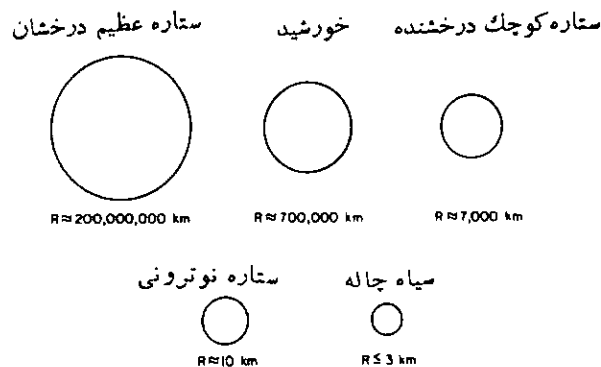 ستاره کوچك درخشنده خورشید ستاره عظیم درخشان
R≈200,000,000 km R≈700,000 km R≈7,000 km
سیاه چاله ستاره نوترونی
R≈10 km R≤3 km